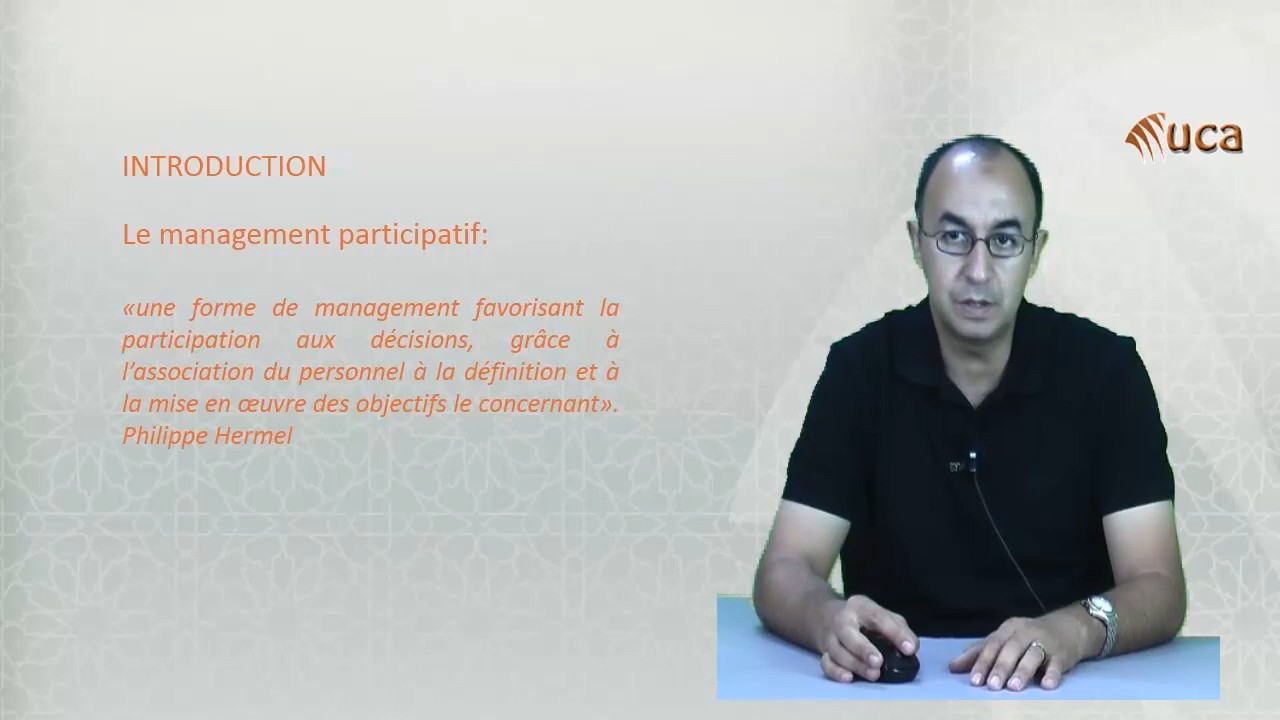 uca
INTRODUCTION
Le management participatif:
«une forme de management favorisant la
participation aux décisions, grâce à
l’association du personnel à la définition et à
la mise en œuvre des objectifs le concernant».
Philippe Hermel